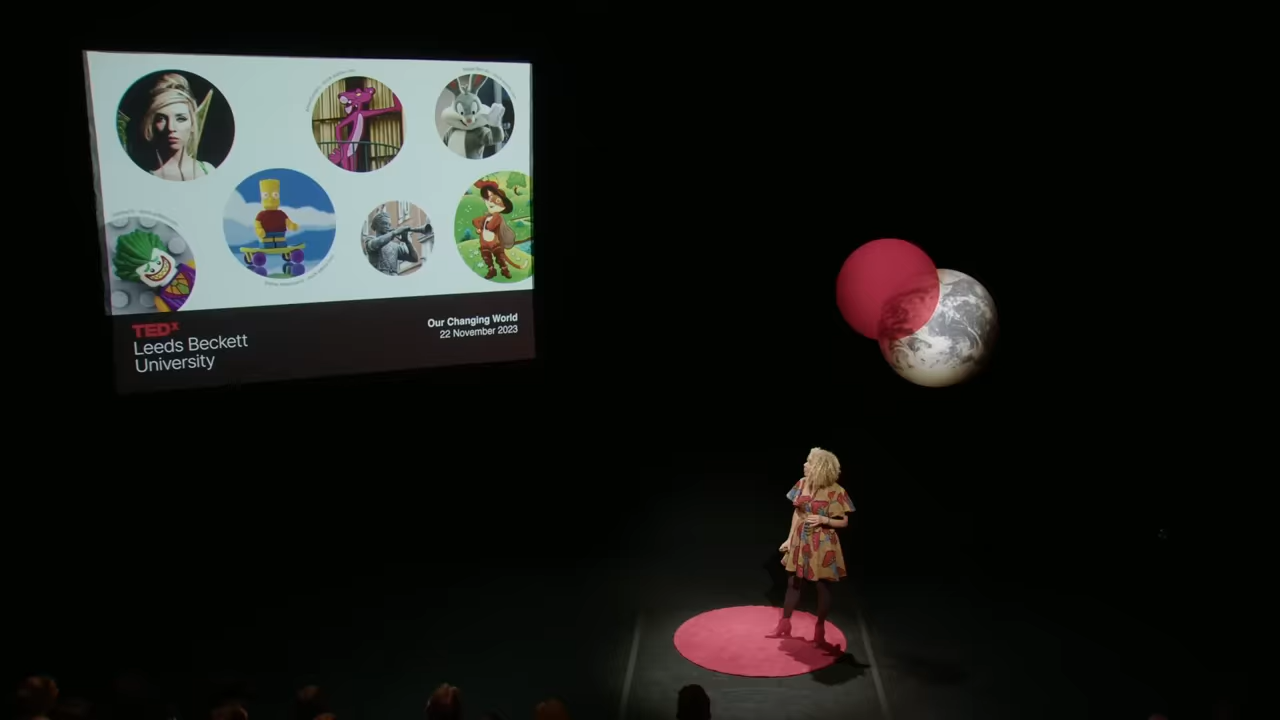 TEDx
Leeds Beckett
University
Our Changing World
22 November 2023